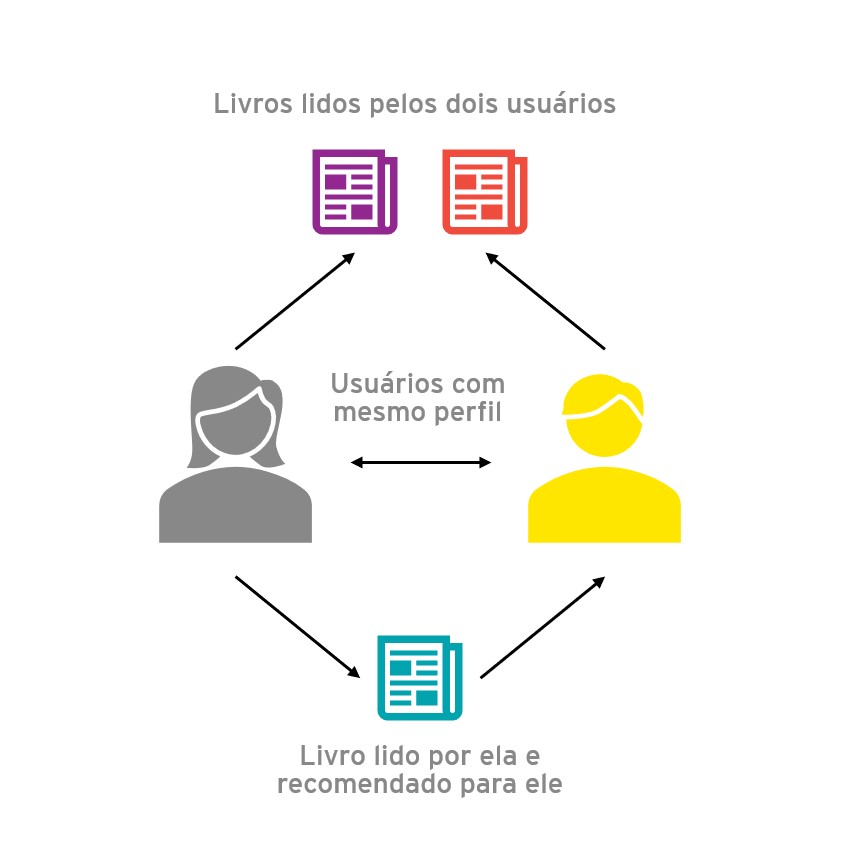 Livros lidos pelos dois usuários
Usuários com
mesmo perfil
Livro lido por ela e
recomendado para ele